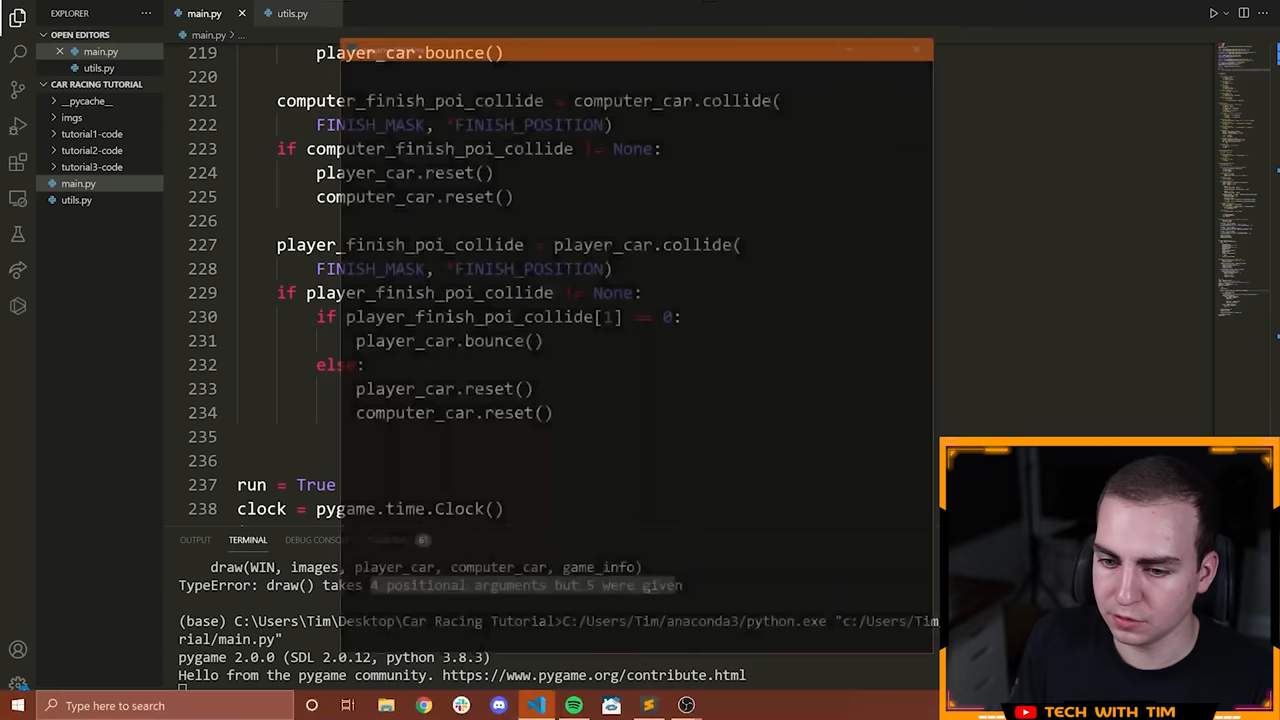 EXPLORER
OPEN EDITORS
main.py
utils.py
CAR RACING TUTORIAL
__pycache__
imgs
tutorial1-code
tutorial2-code
tutorial3-code
main.py
utils.py
main.py
utils.py
main.py > ...
219 player_car.bounce()
220
221 computer_finish_poi_collide = computer_car.collide(
222 FINISH_MASK, *FINISH_POSITION)
223 if computer_finish_poi_collide != None:
224 player_car.reset()
225 computer_car.reset()
226
227 player_finish_poi_collide = player_car.collide(
228 FINISH_MASK, *FINISH_POSITION)
229 if player_finish_poi_collide != None:
230 if player_finish_poi_collide[1] == 0:
231 player_car.bounce()
232 else:
233 player_car.reset()
234 computer_car.reset()
235
236
237 run = True
238 clock = pygame.time.Clock()
OUTPUT TERMINAL DEBUG CONSOLE 61
draw(WIN, images, player_car, computer_car, game_info)
TypeError: draw() takes 4 positional arguments but 5 were given
(base) C:\Users\Tim\Desktop\Car Racing Tutorial>C:/Users/Tim/anaconda3/python.exe "c:/Users/Tim
rial/main.py"
pygame 2.0.0 (SDL 2.0.12, python 3.8.3)
Hello from the pygame community. https://www.pygame.org/contribute.html
Type here to search
TECH WITH TIM